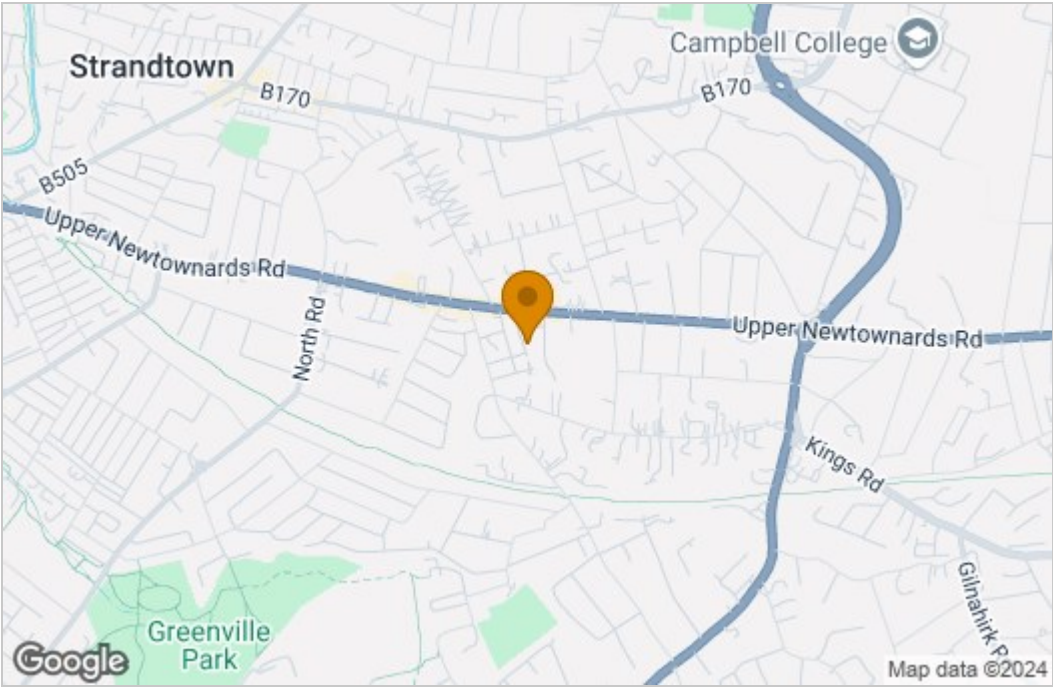 Campbell College
Strandtown
B170
B170
B505
Upper Newtownards Rd
North Rd
Upper Newtownards Rd
Kings Rd
Gilnahirk R
Greenville
Park
Google
Map data ©2024